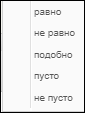 равно
не равно
подобно
пусто
не пусто